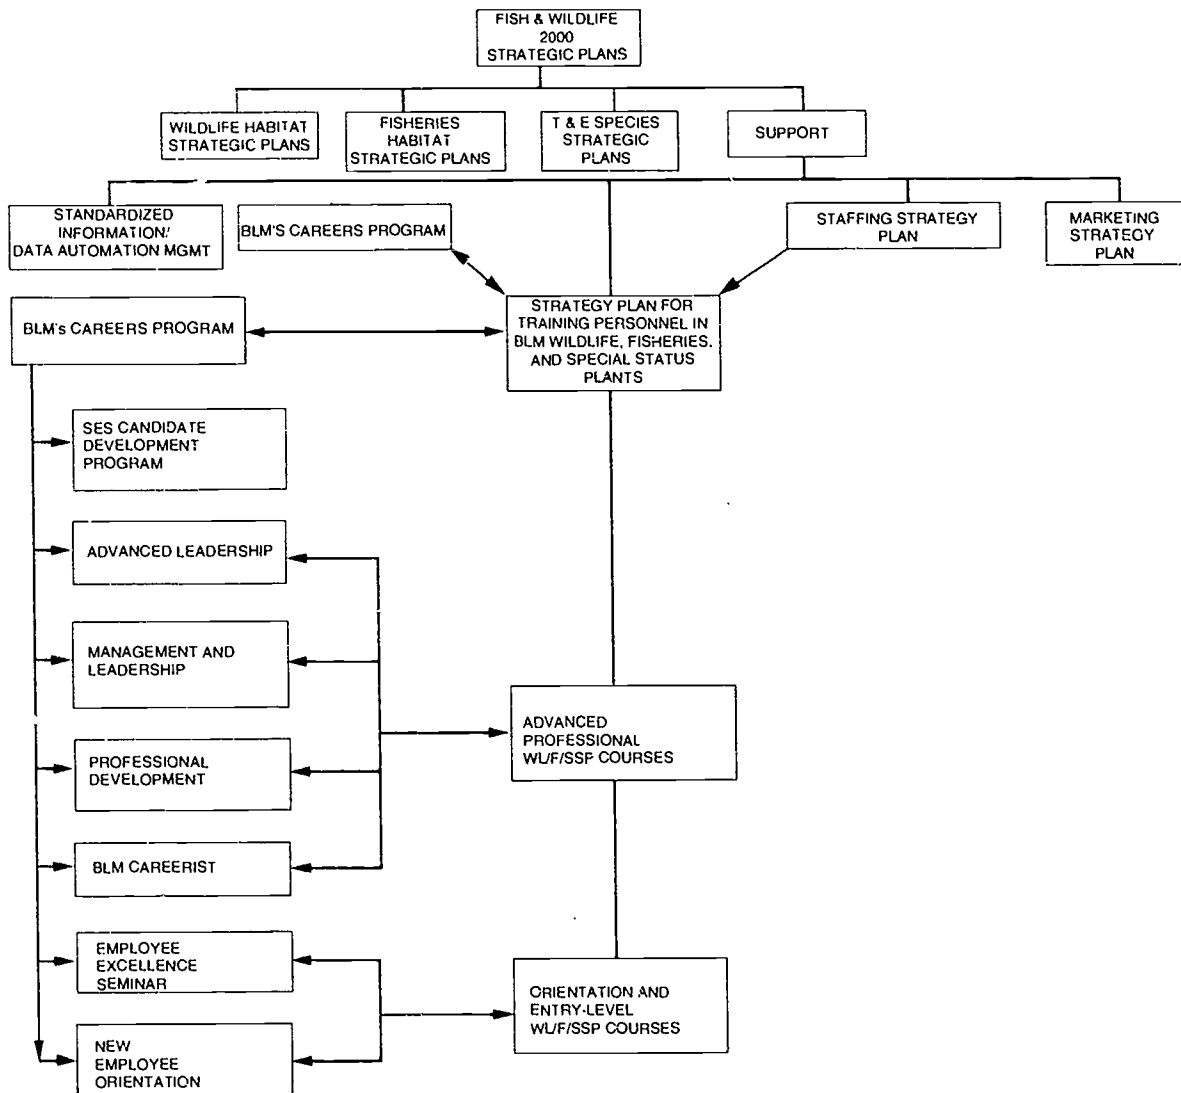 FISH & WILDLIFE
2000
STRATEGIC PLANS
WILDLIFE HABITAT
STRATEGIC PLANS
FISHERIES
HABITAT
STRATEGIC PLANS
T & E SPECIES
STRATEGIC
PLANS
SUPPORT
STANDARDIZED
INFORMATION/
DATA AUTOMATION MGMT
BLM'S CAREERS PROGRAM
STAFFING STRATEGY
PLAN
MARKETING
STRATEGY
PLAN
BLM's CAREERS PROGRAM
STRATEGY PLAN FOR
TRAINING PERSONNEL IN
BLM WILDLIFE, FISHERIES,
AND SPECIAL STATUS
PLANTS
SES CANDIDATE
DEVELOPMENT
PROGRAM
ADVANCED LEADERSHIP
MANAGEMENT AND
LEADERSHIP
ADVANCED
PROFESSIONAL
WL/F/SSP COURSES
PROFESSIONAL
DEVELOPMENT
BLM CAREERIST
EMPLOYEE
EXCELLENCE
SEMINAR
ORIENTATION AND
ENTRY-LEVEL
WL/F/SSP COURSES
NEW
EMPLOYEE
ORIENTATION